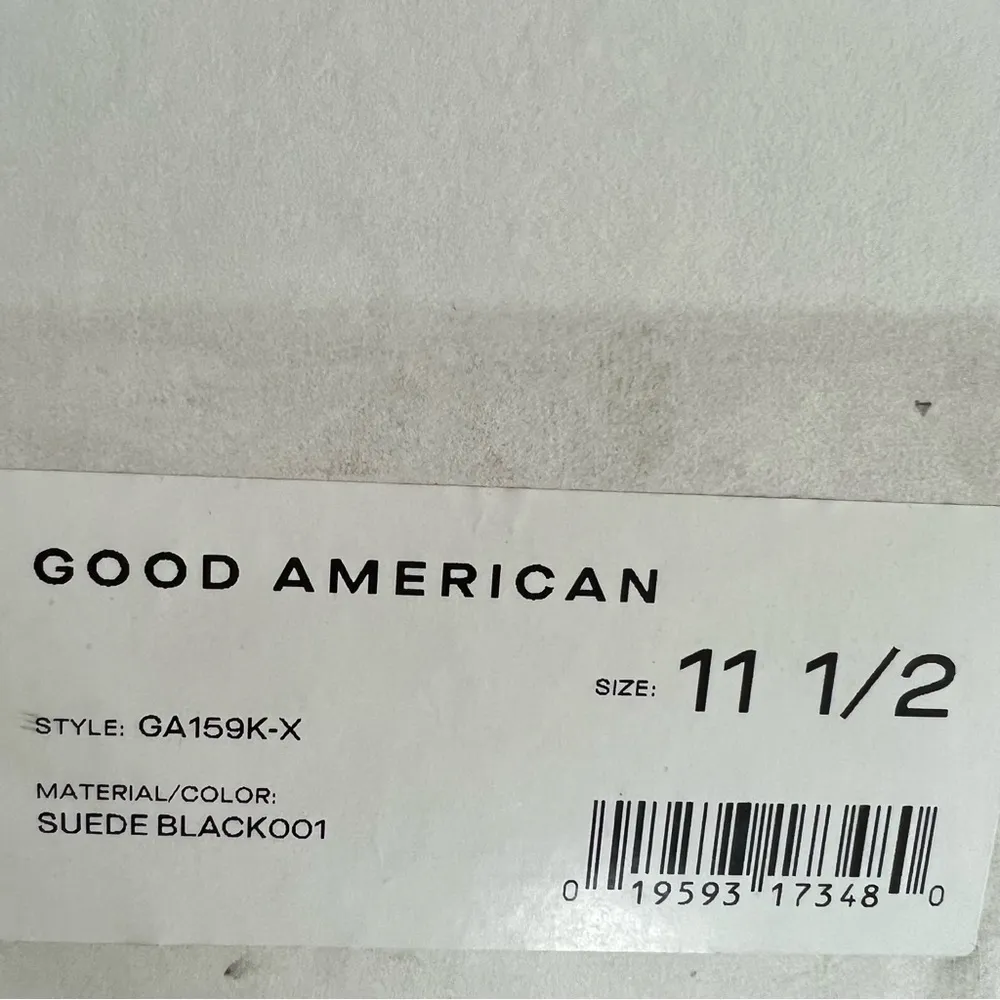 GOOD AMERICAN
SIZE: 11 1/2
STYLE: GA159K-X
MATERIAL/COLOR:
SUEDE BLACK001
0 19593 17348 0